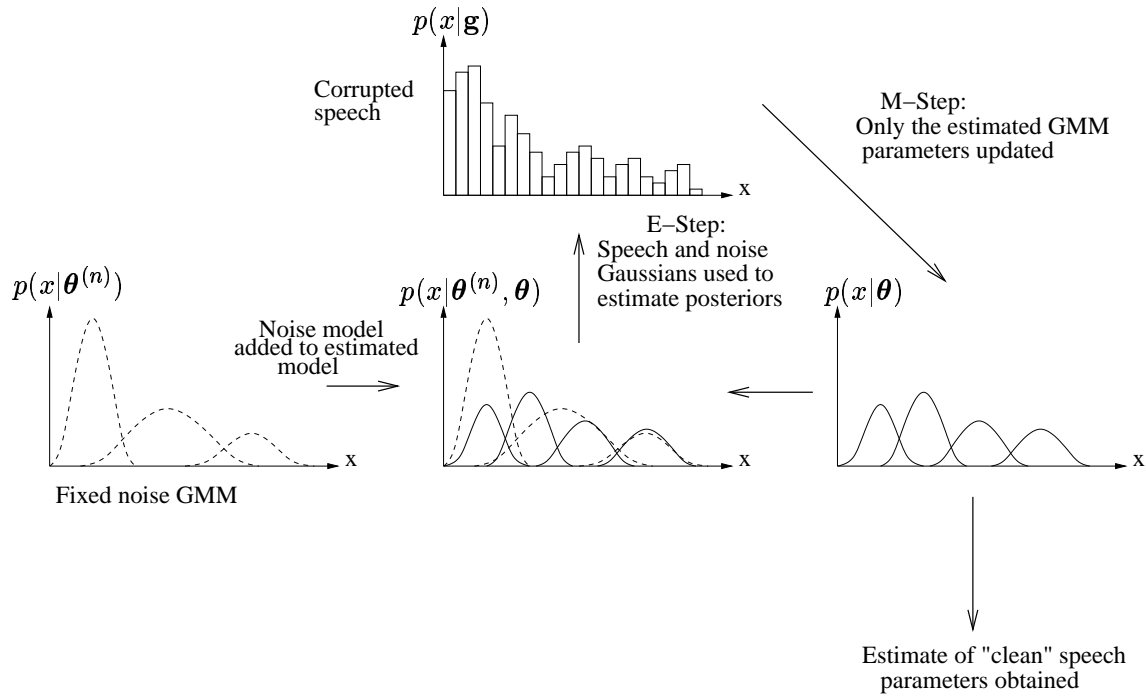 p(x|g)
Corrupted
speech
x
M–Step:
Only the estimated GMM
parameters updated
E–Step:
Speech and noise
Gaussians used to
estimate posteriors
p(x|θ^(n))
Noise model
added to estimated
model
x
Fixed noise GMM
p(x|θ^(n), θ)
x
p(x|θ)
x
Estimate of "clean" speech
parameters obtained